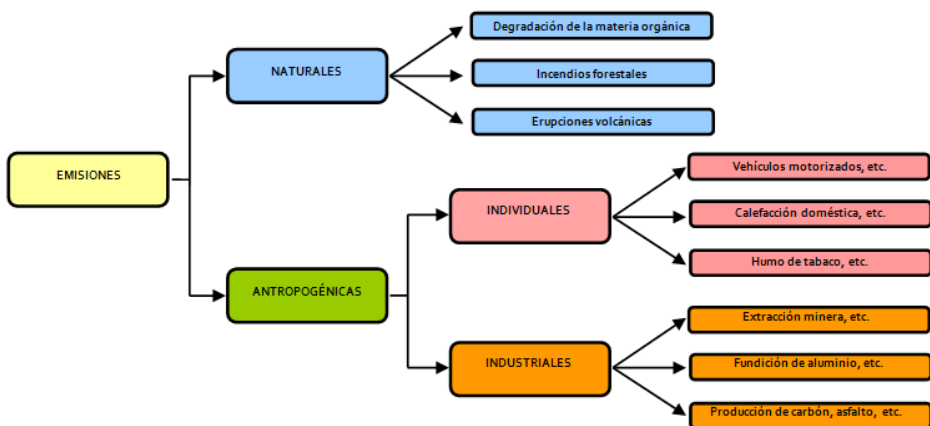 Degradación de la materia orgánica
NATURALES
Incendios forestales
Erupciones volcánicas
EMISIONES
Vehículos motorizados, etc.
INDIVIDUALES
Calefacción doméstica, etc.
Humo de tabaco, etc.
ANTROPOGÉNICAS
Extracción minera, etc.
INDUSTRIALES
Fundición de aluminio, etc.
Producción de carbón, asfalto, etc.